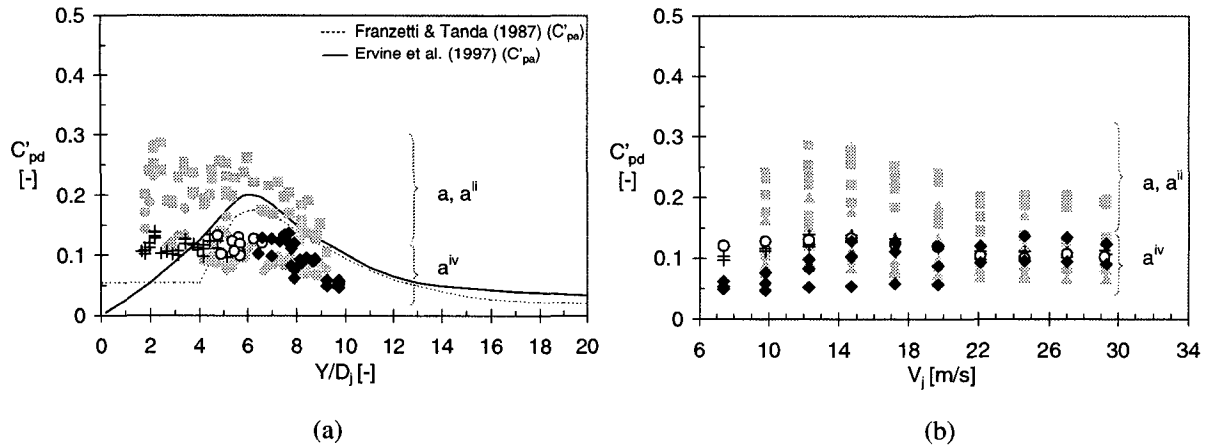 0.5
0.4
0.3
C'pd
[-]
0.2
0.1
0
0 2 4 6 8 10 12 14 16 18 20
Y/Dj [-]
Franzetti & Tanda (1987) (C'pa)
Ervine et al. (1997) (C'pa)
a, aii
aiv
(a)
0.5
0.4
0.3
C'pd
[-]
0.2
0.1
0
6 10 14 18 22 26 30 34
Vj [m/s]
a, aii
aiv
(b)